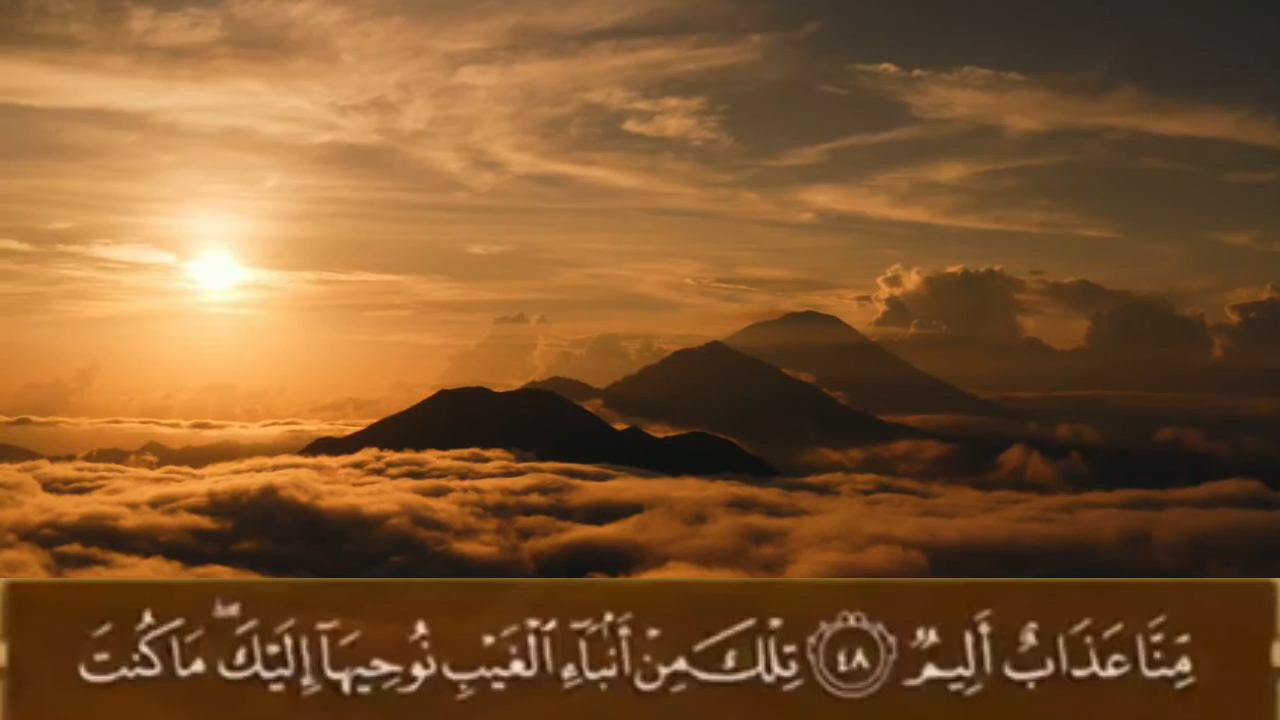 مِّنَّا عَذَابٌ أَلِيمٌ ٤٨ تِلْكَ مِنْ أَنۢبَآءِ ٱلْغَيْبِ نُوحِيهَآ إِلَيْكَ ۖ مَا كُنتَ